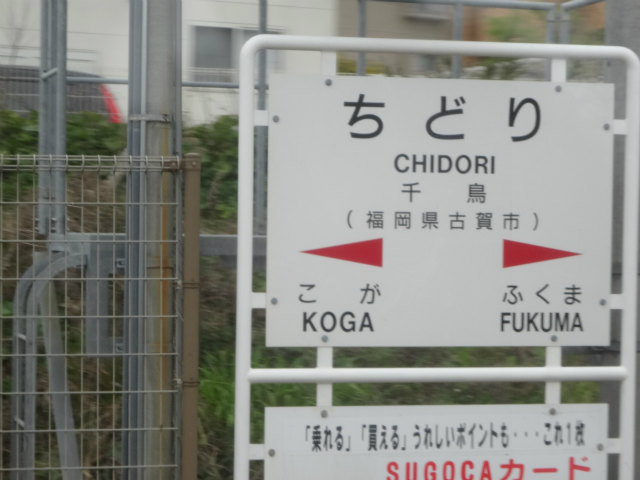 ちどり
CHIDORI
千鳥
(福岡県古賀市)
こが ふくま
KOGA FUKUMA
「乗れる」「買える」うれしいポイントも・・・これ1枚
SUGOCAカード